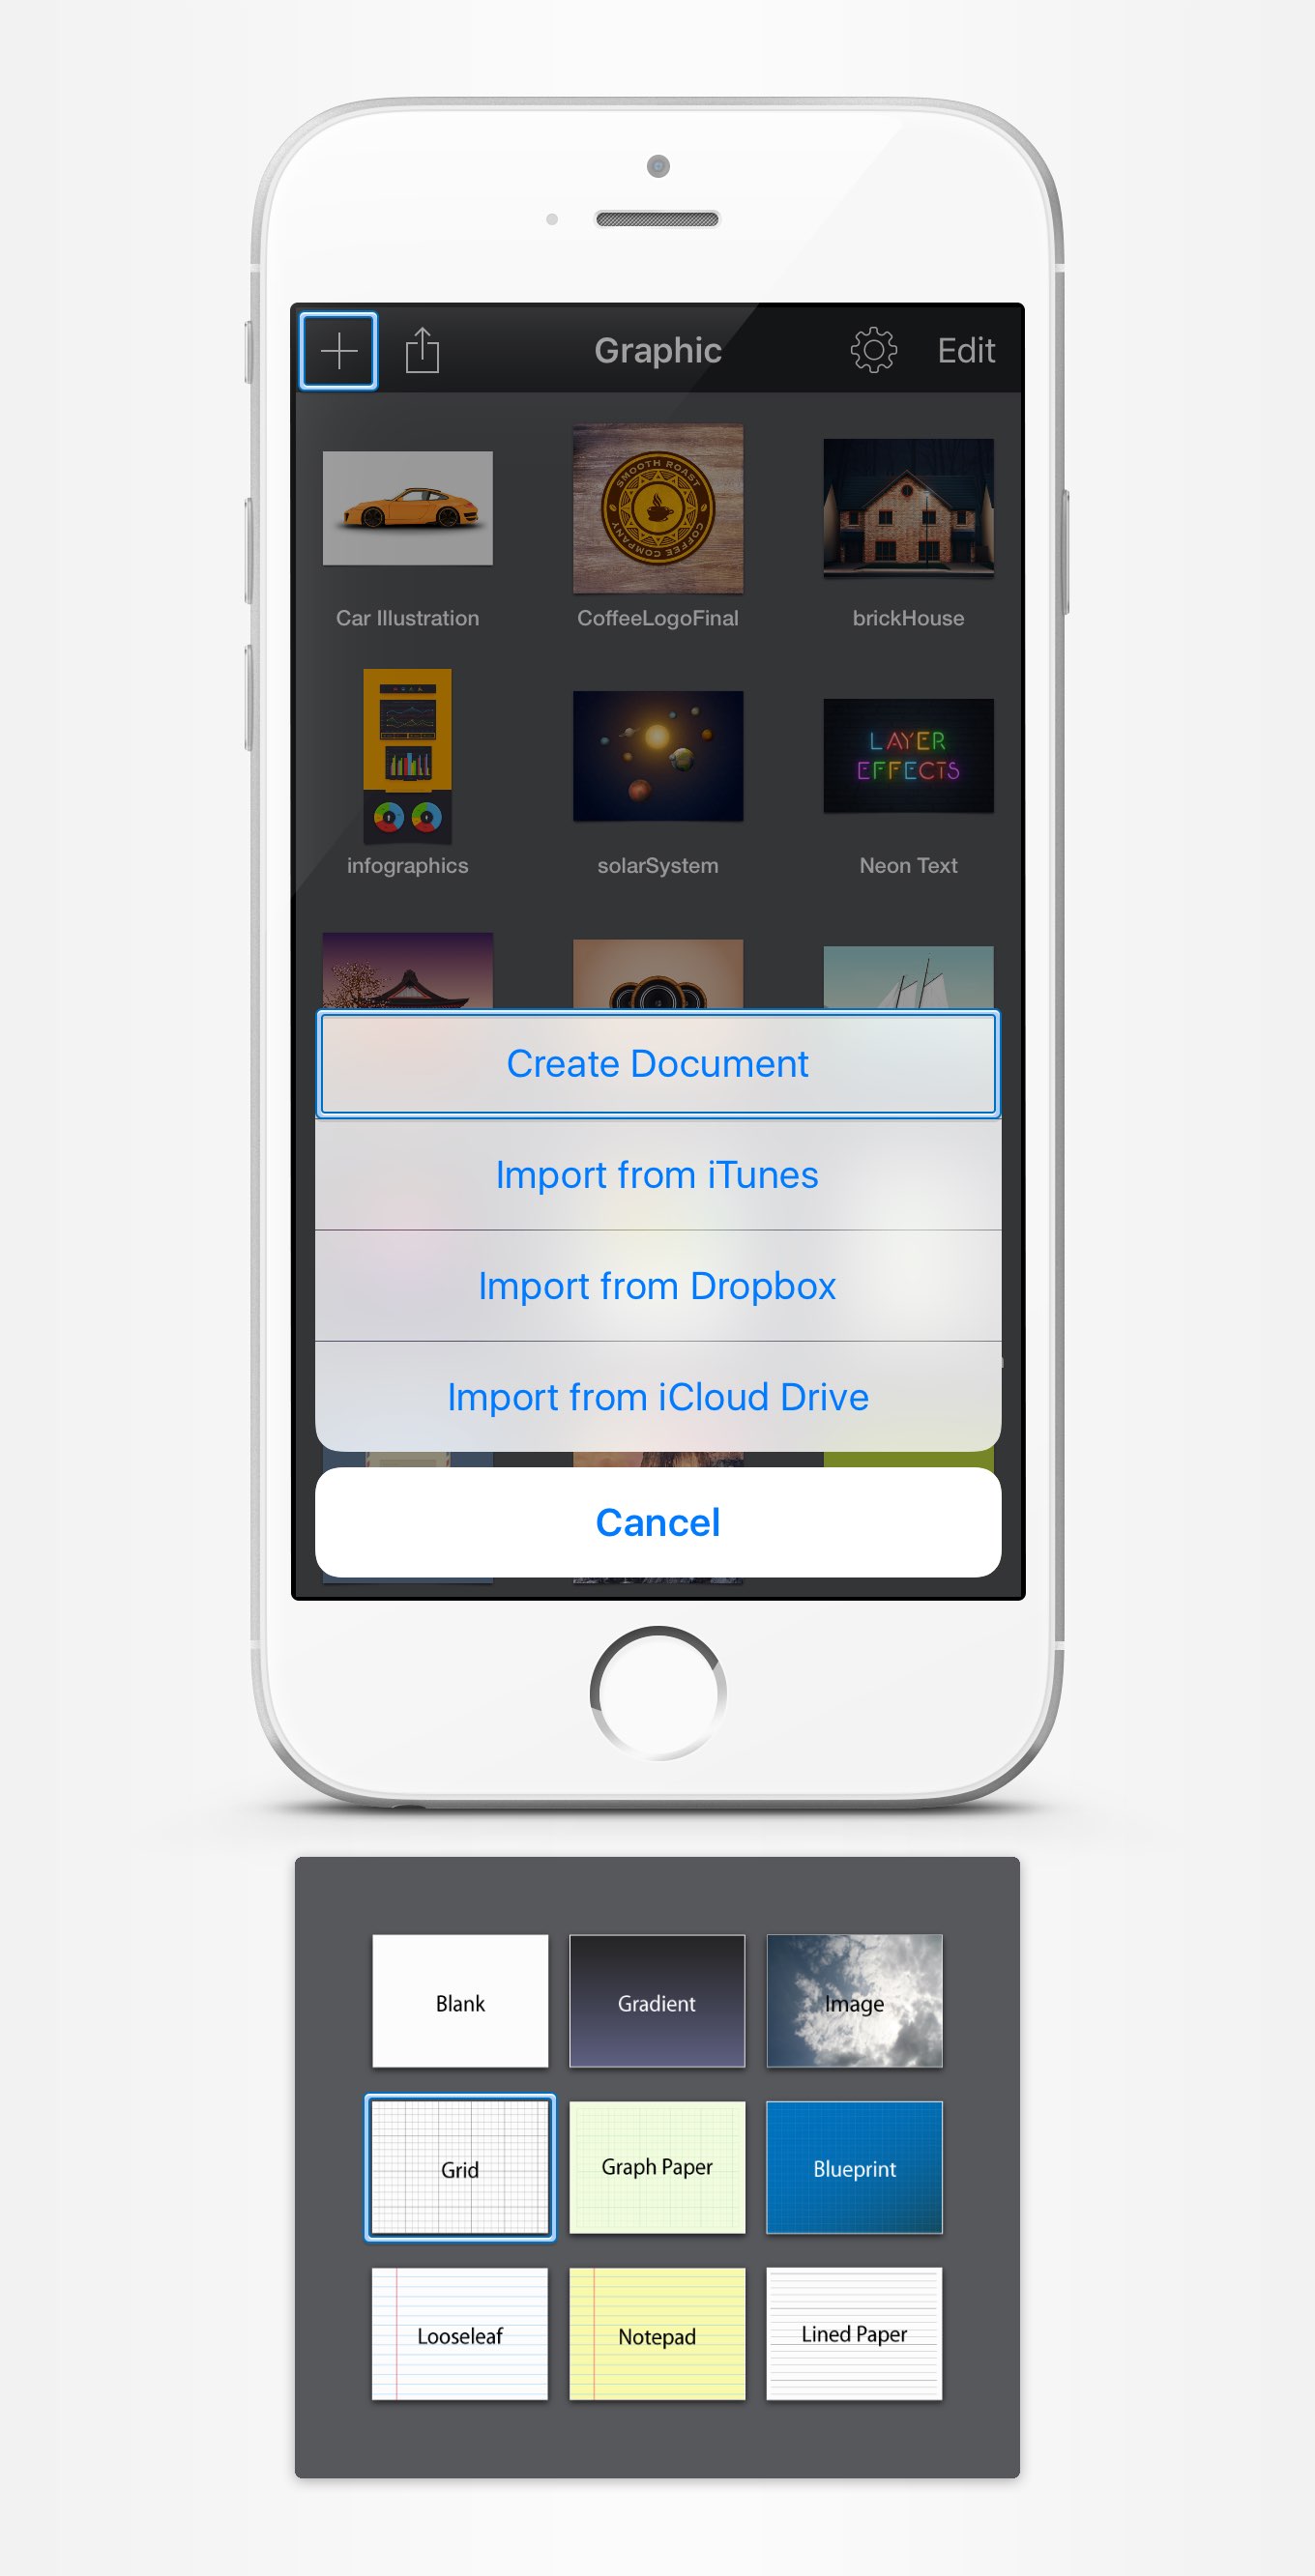 Graphic
Edit
SMOOTH ROAST
COFFEE COMPANY
Car Illustration
CoffeeLogoFinal
brickHouse
LAYER
EFFECTS
infographics
solarSystem
Neon Text
Create Document
Import from iTunes
Import from Dropbox
Import from iCloud Drive
Cancel
Blank
Gradient
Image
Grid
Graph Paper
Blueprint
Looseleaf
Notepad
Lined Paper